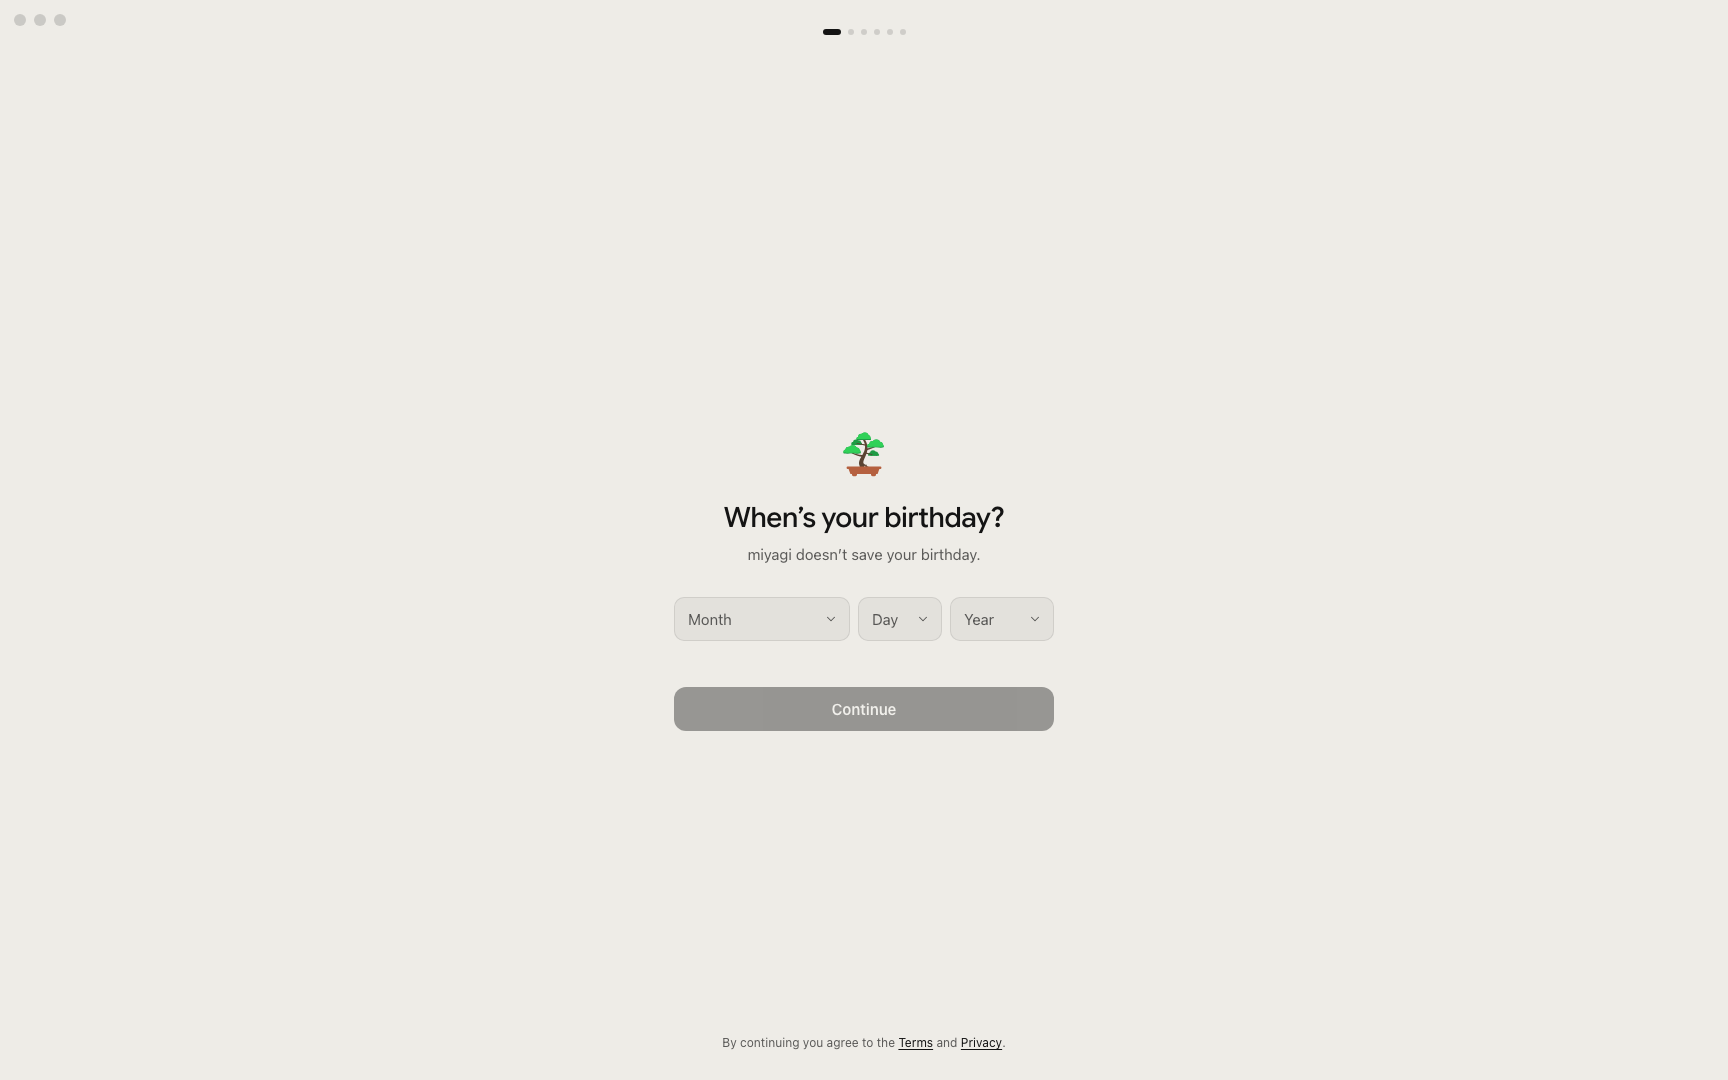 When’s your birthday?
miyagi doesn’t save your birthday.
Month Day Year
Continue
By continuing you agree to the Terms and Privacy.